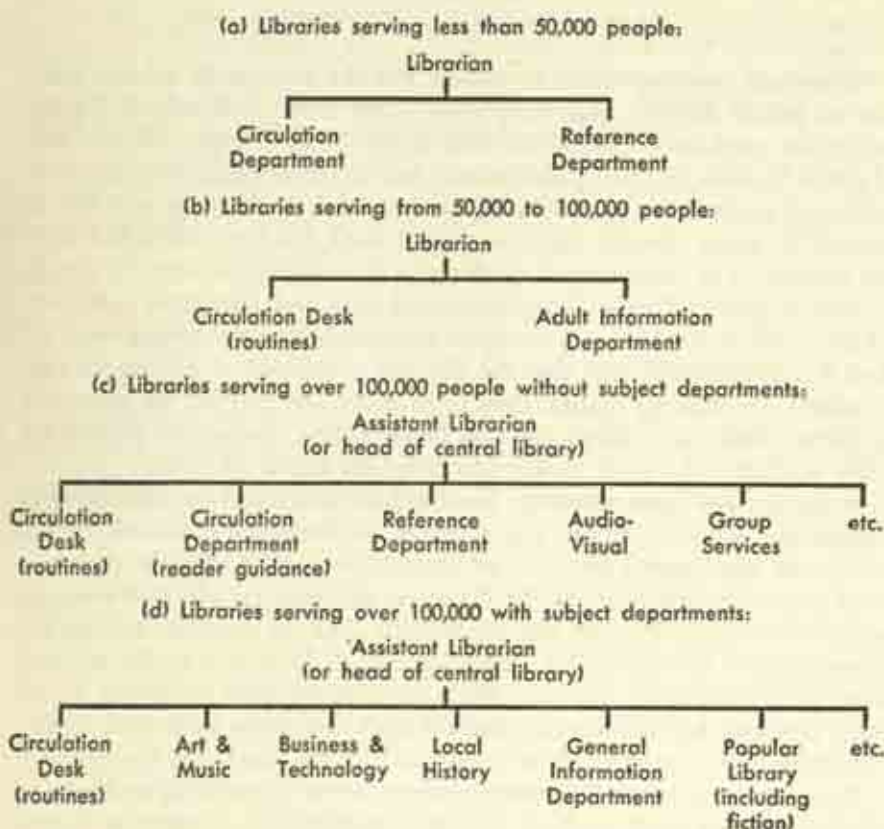 (a) Libraries serving less than 50,000 people:
Librarian
Circulation Department
Reference Department
(b) Libraries serving from 50,000 to 100,000 people:
Librarian
Circulation Desk (routines)
Adult Information Department
(c) Libraries serving over 100,000 people without subject departments:
Assistant Librarian
(or head of central library)
Circulation Desk (routines)
Circulation Department (reader guidance)
Reference Department
Audio-Visual
Group Services
etc.
(d) Libraries serving over 100,000 with subject departments:
Assistant Librarian
(or head of central library)
Circulation Desk (routines)
Art & Music
Business & Technology
Local History
General Information Department
Popular Library (including fiction)
etc.